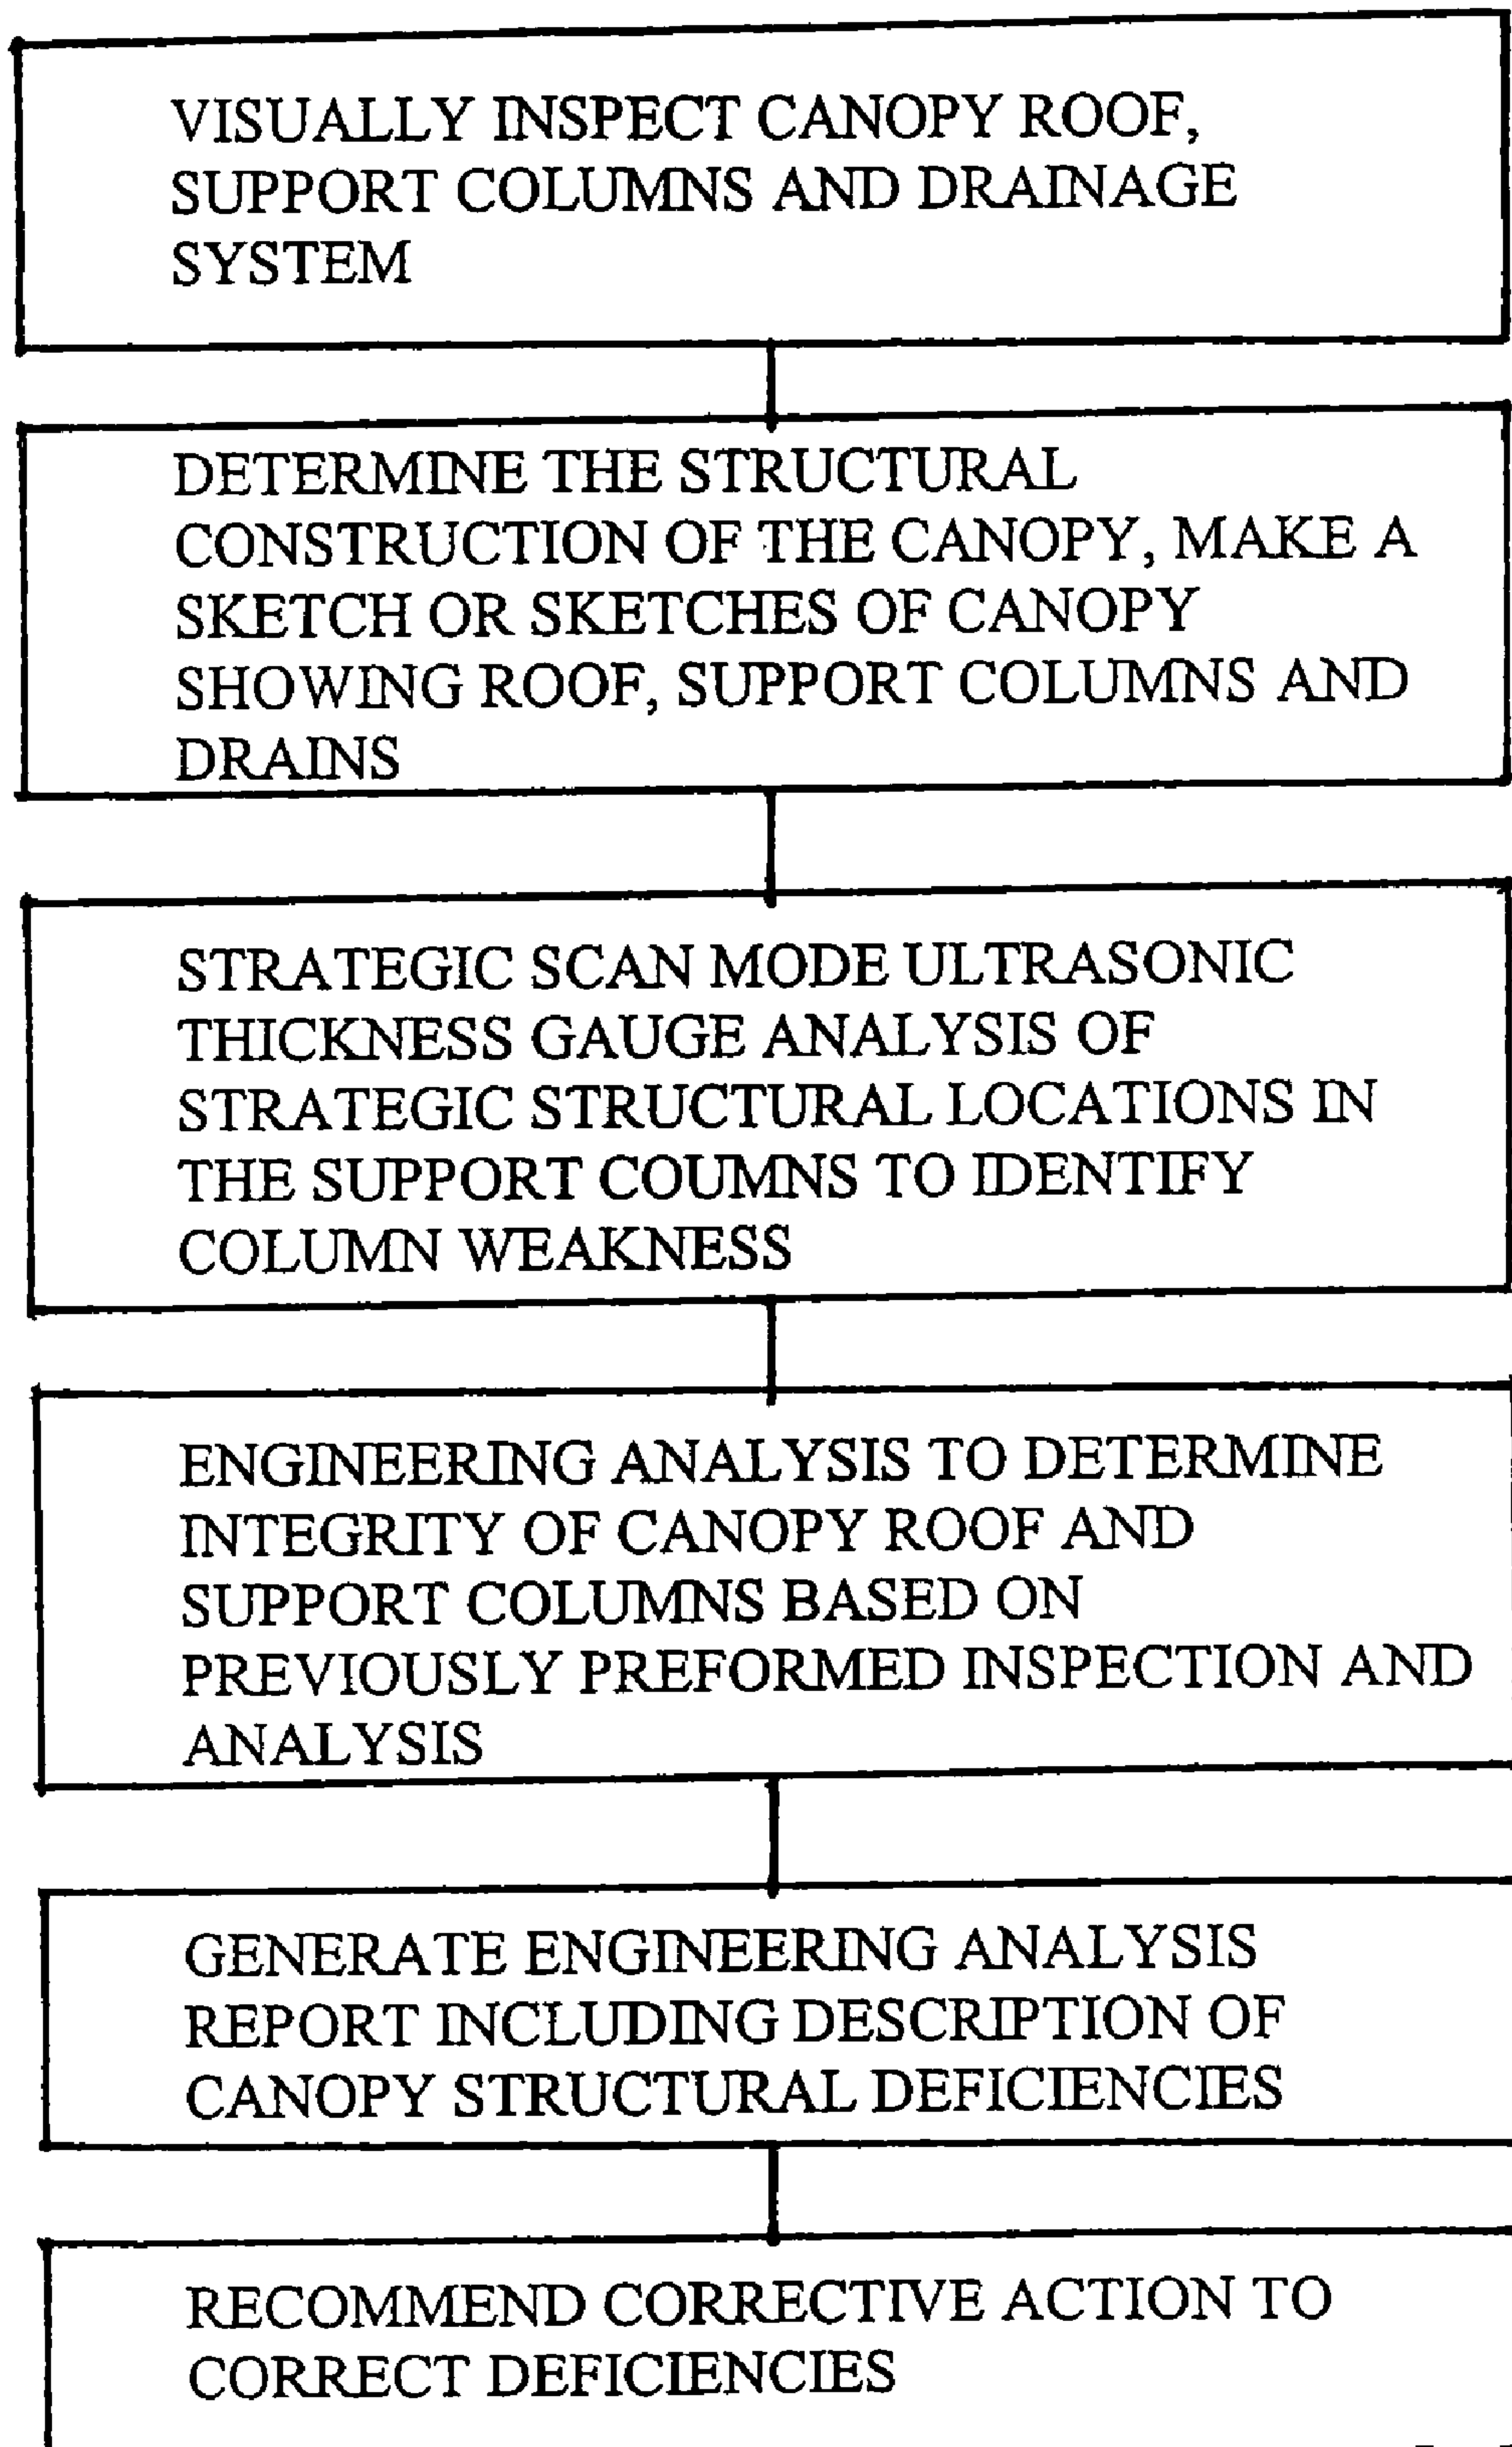 VISUALLY INSPECT CANOPY ROOF,
SUPPORT COLUMNS AND DRAINAGE
SYSTEM
DETERMINE THE STRUCTURAL
CONSTRUCTION OF THE CANOPY, MAKE A
SKETCH OR SKETCHES OF CANOPY
SHOWING ROOF, SUPPORT COLUMNS AND
DRAINS
STRATEGIC SCAN MODE ULTRASONIC
THICKNESS GAUGE ANALYSIS OF
STRATEGIC STRUCTURAL LOCATIONS IN
THE SUPPORT COUMNS TO IDENTIFY
COLUMN WEAKNESS
ENGINEERING ANALYSIS TO DETERMINE
INTEGRITY OF CANOPY ROOF AND
SUPPORT COLUMNS BASED ON
PREVIOUSLY PREFORMED INSPECTION AND
ANALYSIS
GENERATE ENGINEERING ANALYSIS
REPORT INCLUDING DESCRIPTION OF
CANOPY STRUCTURAL DEFICIENCIES
RECOMMEND CORRECTIVE ACTION TO
CORRECT DEFICIENCIES